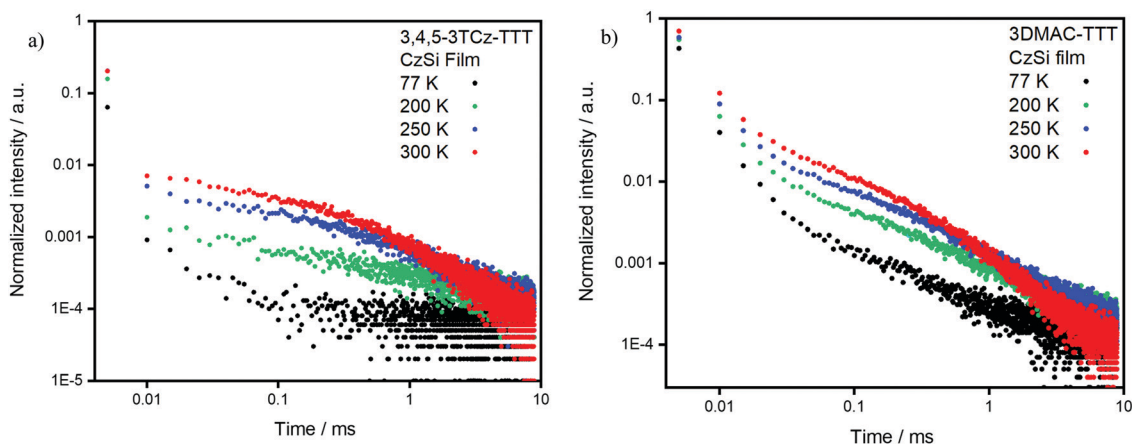 a)
3,4,5-3TCz-TTT
CzSi Film
77 K
200 K
250 K
300 K
Normalized intensity / a.u.
1
0.1
0.01
0.001
1E-4
1E-5
0.01
0.1
1
10
Time / ms
b)
3DMAC-TTT
CzSi film
77 K
200 K
250 K
300 K
Normalized intensity / a.u.
1
0.1
0.01
0.001
1E-4
0.01
0.1
1
10
Time / ms